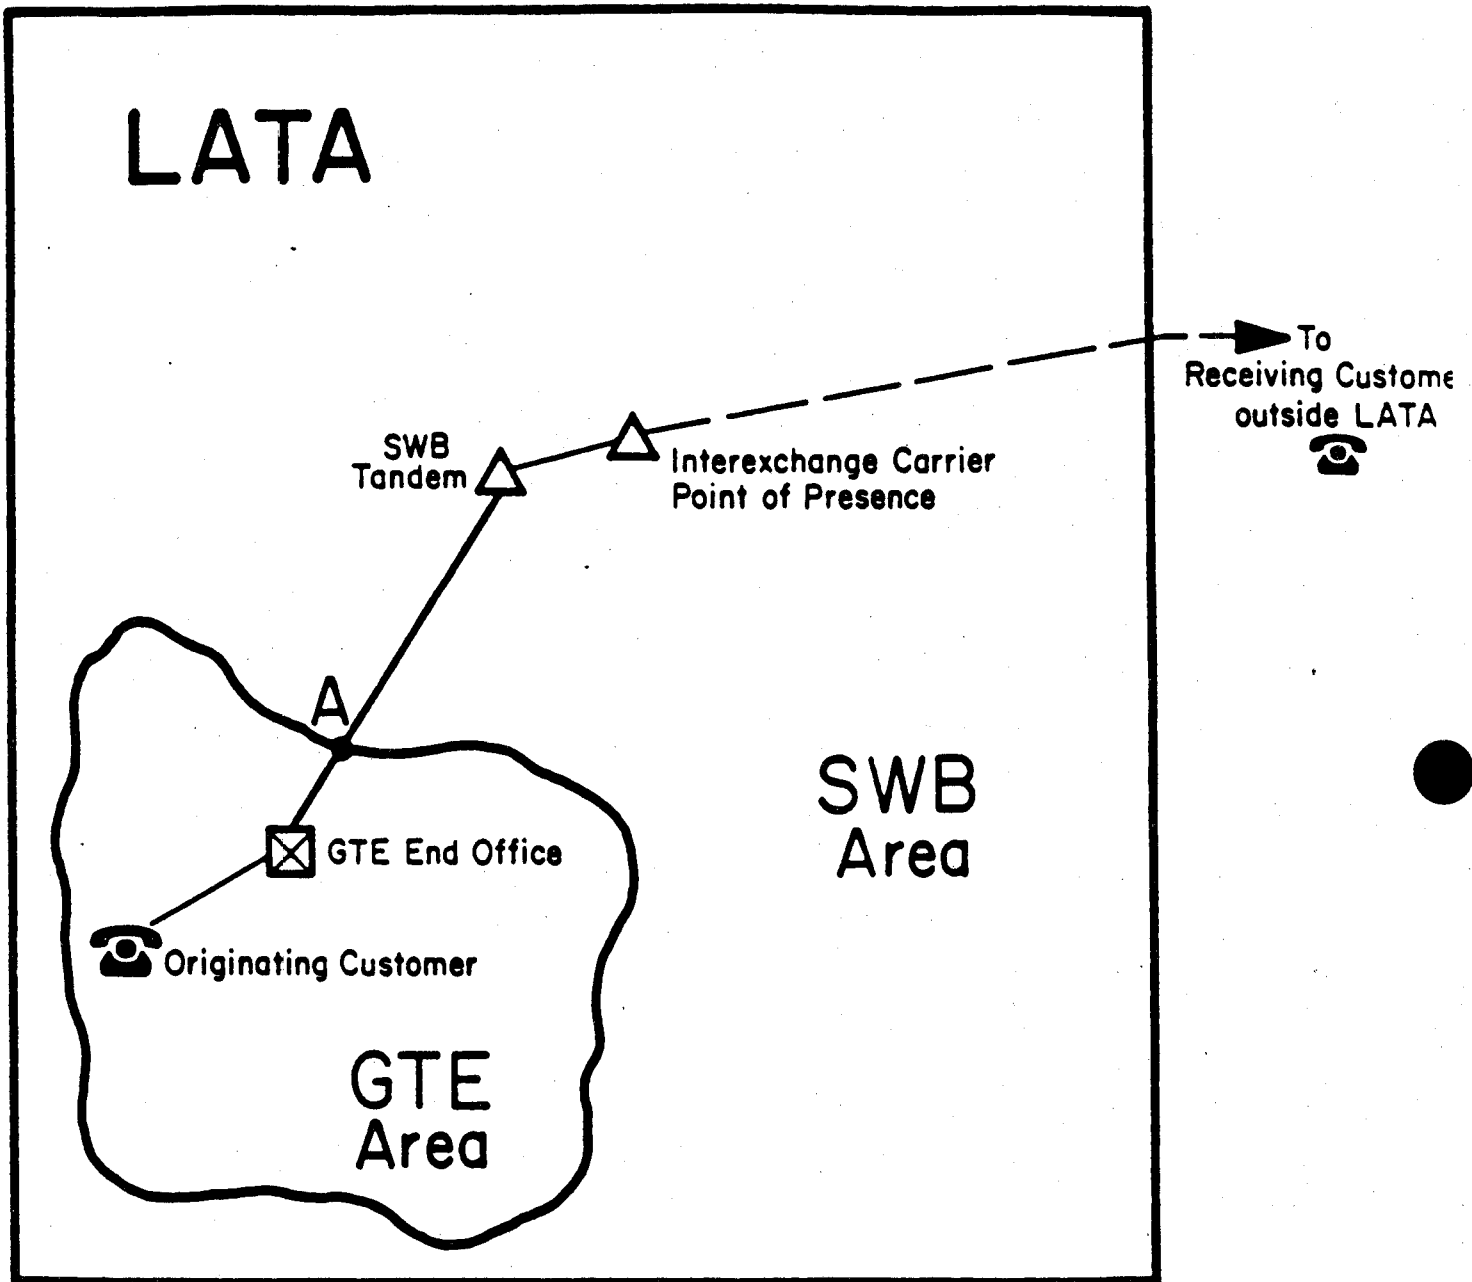 LATA
To
Receiving Custome
outside LATA
SWB
Tandem
Interexchange Carrier
Point of Presence
A
SWB
Area
GTE End Office
Originating Customer
GTE
Area